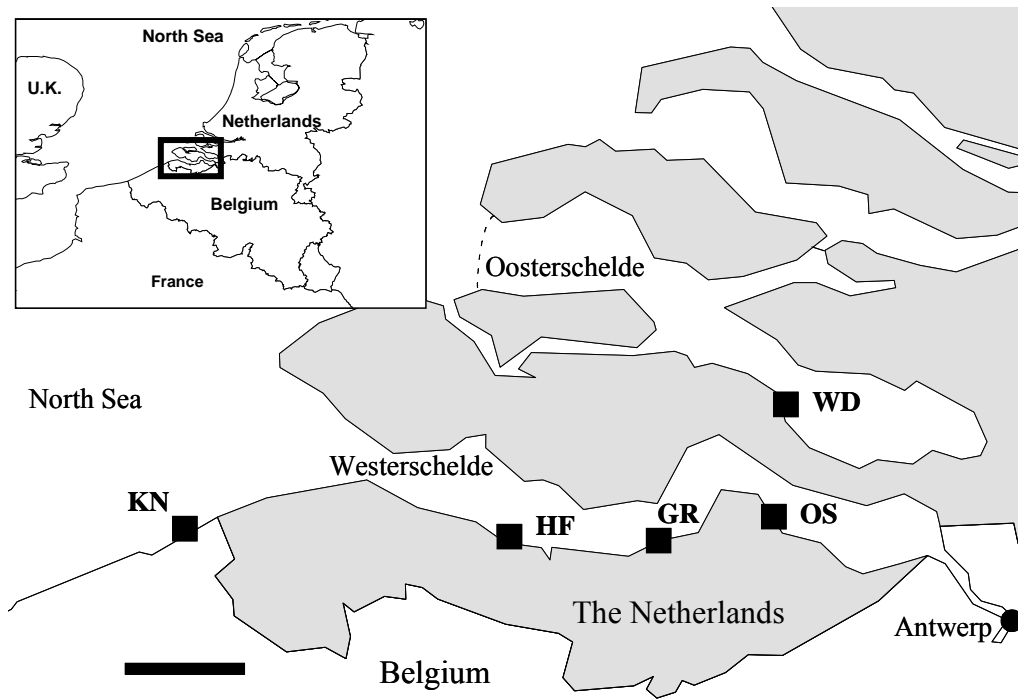 North Sea
U.K.
Netherlands
Belgium
France
Oosterschelde
North Sea
WD
Westerschelde
KN
HF
GR
OS
The Netherlands
Antwerp
Belgium